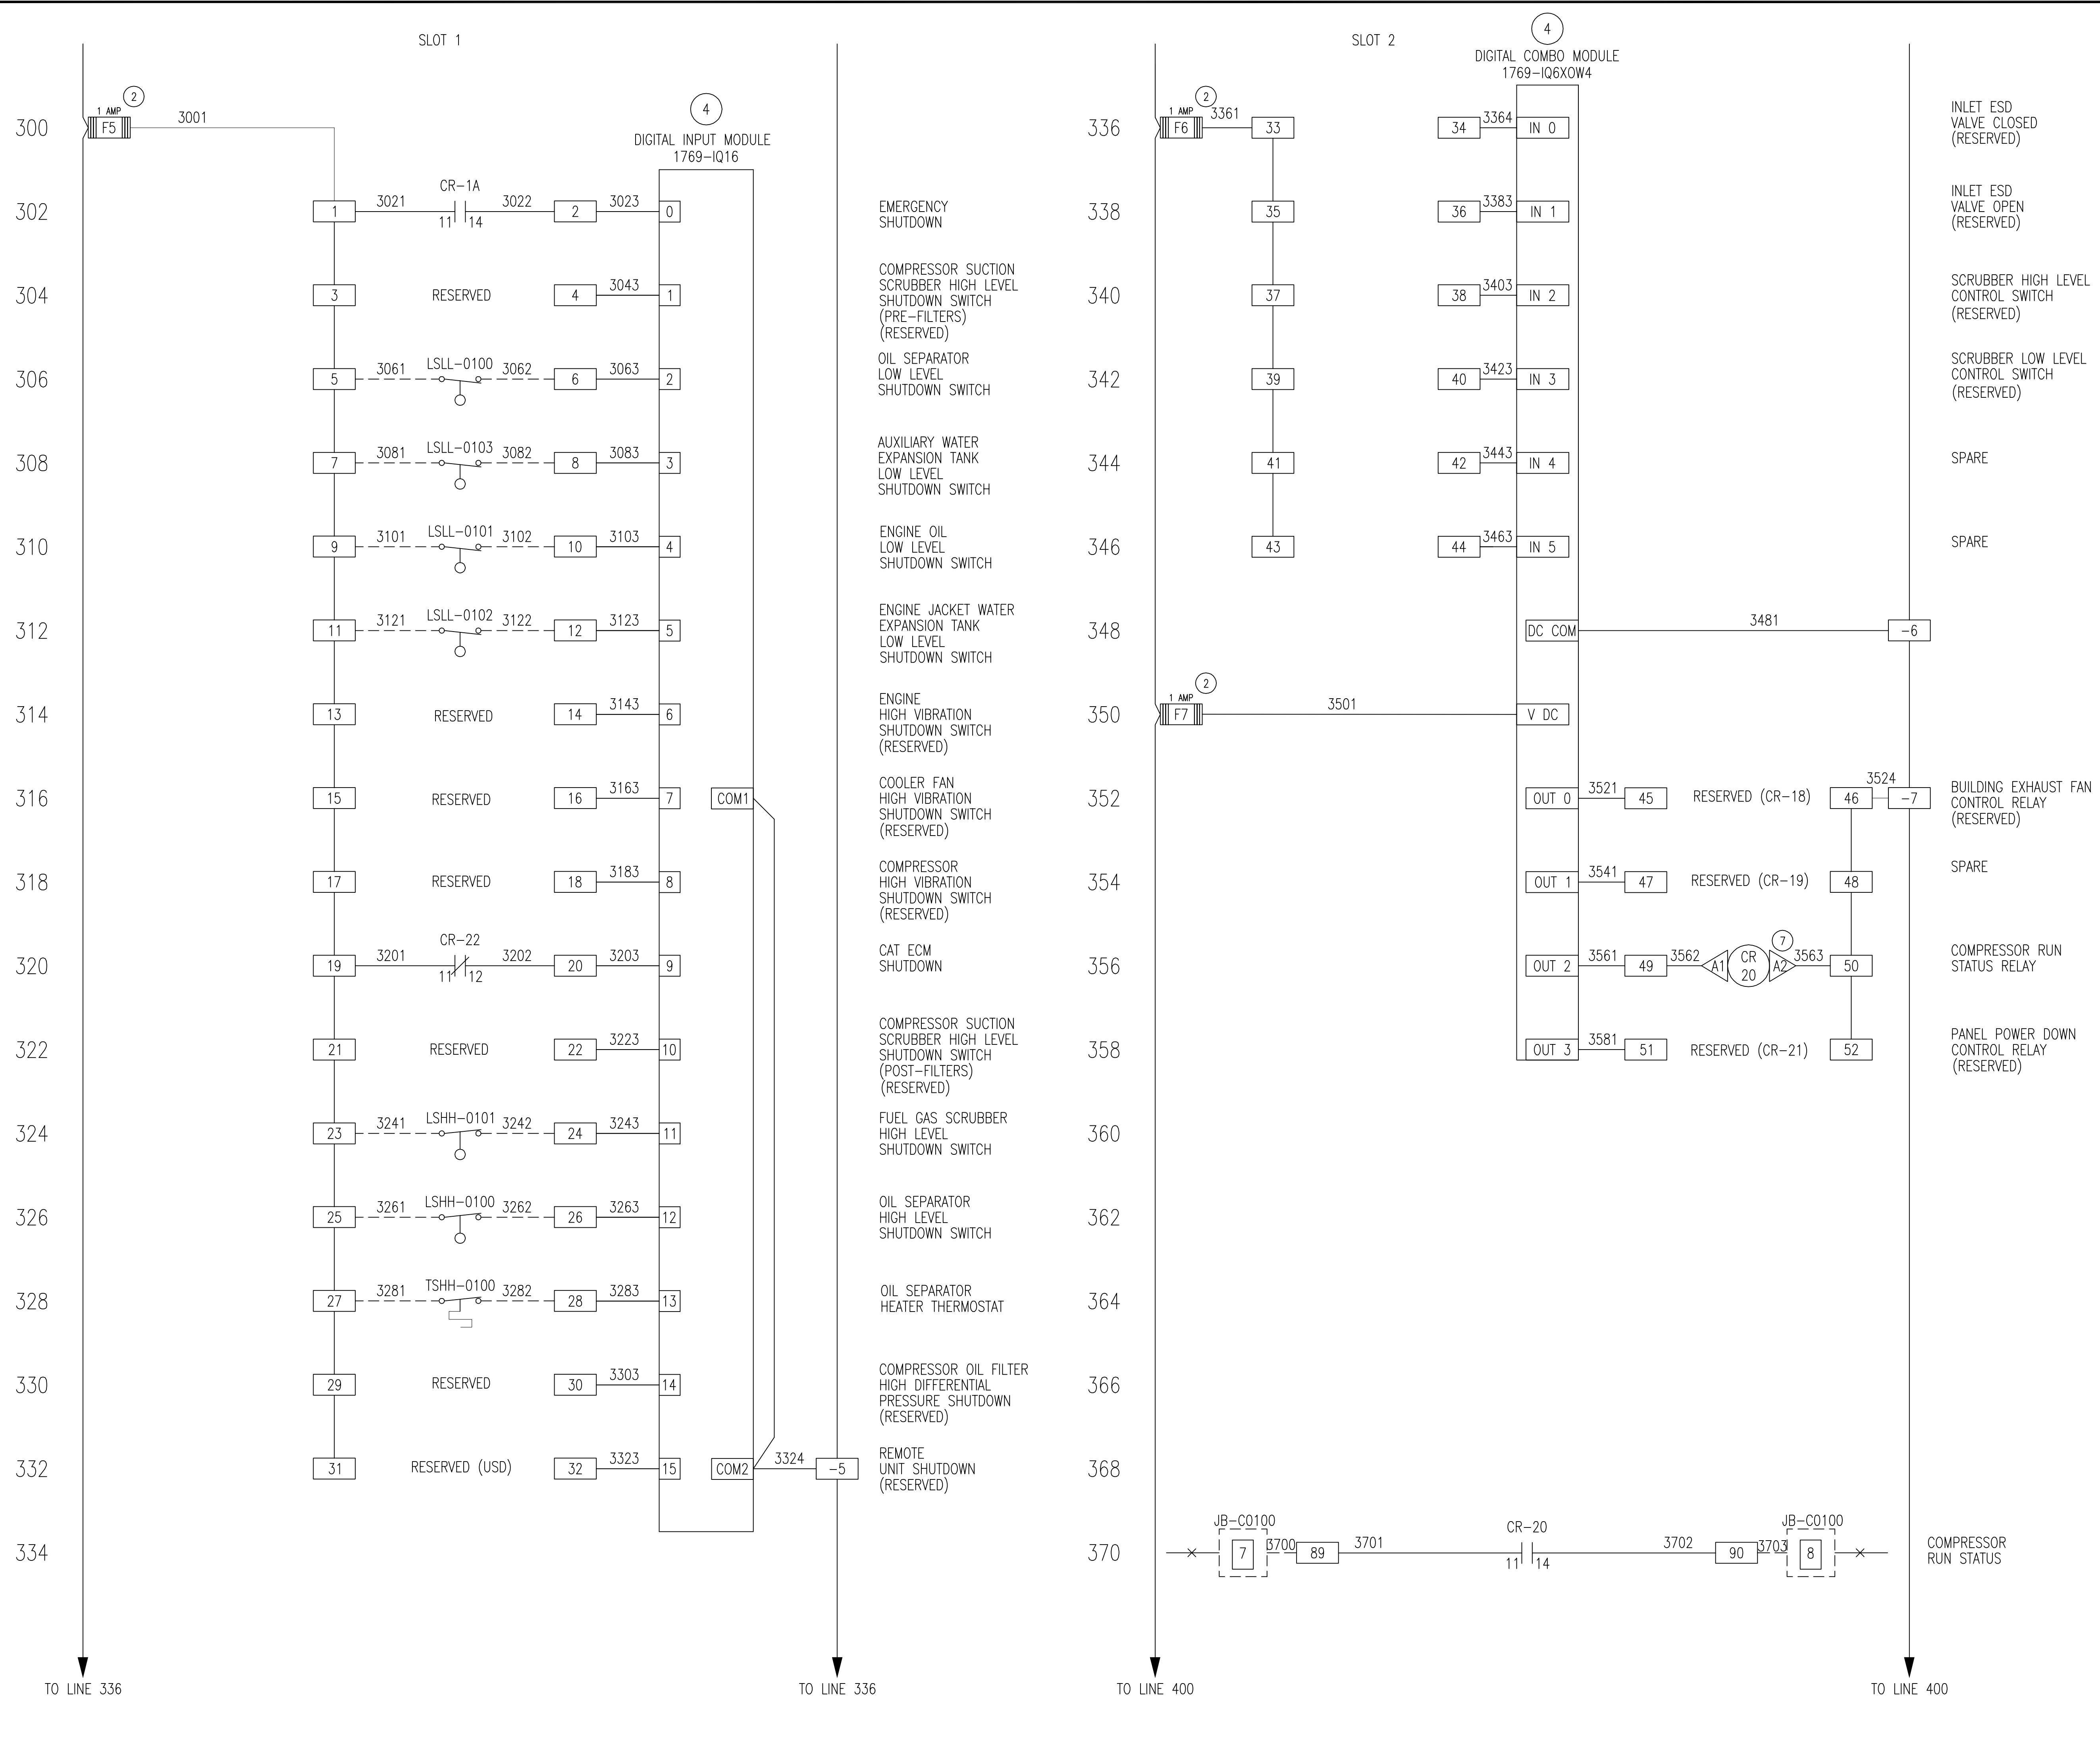 SLOT 1
4
DIGITAL INPUT MODULE
1769-IQ16
300
1 AMP
2
F5
3001
302
1
3021
CR-1A
11 14
3022
2
3023
0
EMERGENCY
SHUTDOWN
304
3
RESERVED
4
3043
1
COMPRESSOR SUCTION
SCRUBBER HIGH LEVEL
SHUTDOWN SWITCH
(PRE-FILTERS)
(RESERVED)
306
5
3061
LSLL-0100
3062
6
3063
2
OIL SEPARATOR
LOW LEVEL
SHUTDOWN SWITCH
308
7
3081
LSLL-0103
3082
8
3083
3
AUXILIARY WATER
EXPANSION TANK
LOW LEVEL
SHUTDOWN SWITCH
310
9
3101
LSLL-0101
3102
10
3103
4
ENGINE OIL
LOW LEVEL
SHUTDOWN SWITCH
312
11
3121
LSLL-0102
3122
12
3123
5
ENGINE JACKET WATER
EXPANSION TANK
LOW LEVEL
SHUTDOWN SWITCH
314
13
RESERVED
14
3143
6
ENGINE
HIGH VIBRATION
SHUTDOWN SWITCH
(RESERVED)
316
15
RESERVED
16
3163
7
COM1
COOLER FAN
HIGH VIBRATION
SHUTDOWN SWITCH
(RESERVED)
318
17
RESERVED
18
3183
8
COMPRESSOR
HIGH VIBRATION
SHUTDOWN SWITCH
(RESERVED)
320
19
3201
CR-22
11 12
3202
20
3203
9
CAT ECM
SHUTDOWN
322
21
RESERVED
22
3223
10
COMPRESSOR SUCTION
SCRUBBER HIGH LEVEL
SHUTDOWN SWITCH
(POST-FILTERS)
(RESERVED)
324
23
3241
LSHH-0101
3242
24
3243
11
FUEL GAS SCRUBBER
HIGH LEVEL
SHUTDOWN SWITCH
326
25
3261
LSHH-0100
3262
26
3263
12
OIL SEPARATOR
HIGH LEVEL
SHUTDOWN SWITCH
328
27
3281
TSHH-0100
3282
28
3283
13
OIL SEPARATOR
HEATER THERMOSTAT
330
29
RESERVED
30
3303
14
COMPRESSOR OIL FILTER
HIGH DIFFERENTIAL
PRESSURE SHUTDOWN
(RESERVED)
332
31
RESERVED (USD)
32
3323
15
COM2
3324
-5
REMOTE
UNIT SHUTDOWN
(RESERVED)
334
TO LINE 336
TO LINE 336
SLOT 2
4
DIGITAL COMBO MODULE
1769-IQ6XOW4
336
1 AMP
2
F6
3361
33
34
3364
IN 0
INLET ESD
VALVE CLOSED
(RESERVED)
338
35
36
3383
IN 1
INLET ESD
VALVE OPEN
(RESERVED)
340
37
38
3403
IN 2
SCRUBBER HIGH LEVEL
CONTROL SWITCH
(RESERVED)
342
39
40
3423
IN 3
SCRUBBER LOW LEVEL
CONTROL SWITCH
(RESERVED)
344
41
42
3443
IN 4
SPARE
346
43
44
3463
IN 5
SPARE
348
DC COM
3481
-6
350
1 AMP
2
F7
3501
V DC
352
OUT 0
3521
45
RESERVED (CR-18)
46
3524
-7
BUILDING EXHAUST FAN
CONTROL RELAY
(RESERVED)
354
OUT 1
3541
47
RESERVED (CR-19)
48
SPARE
356
OUT 2
3561
49
3562
A1
CR
20
A2
7
3563
50
COMPRESSOR RUN
STATUS RELAY
358
OUT 3
3581
51
RESERVED (CR-21)
52
PANEL POWER DOWN
CONTROL RELAY
(RESERVED)
360
362
364
366
368
370
JB-C0100
7
3700
89
3701
CR-20
11 14
3702
90
3703
JB-C0100
8
COMPRESSOR
RUN STATUS
TO LINE 400
TO LINE 400